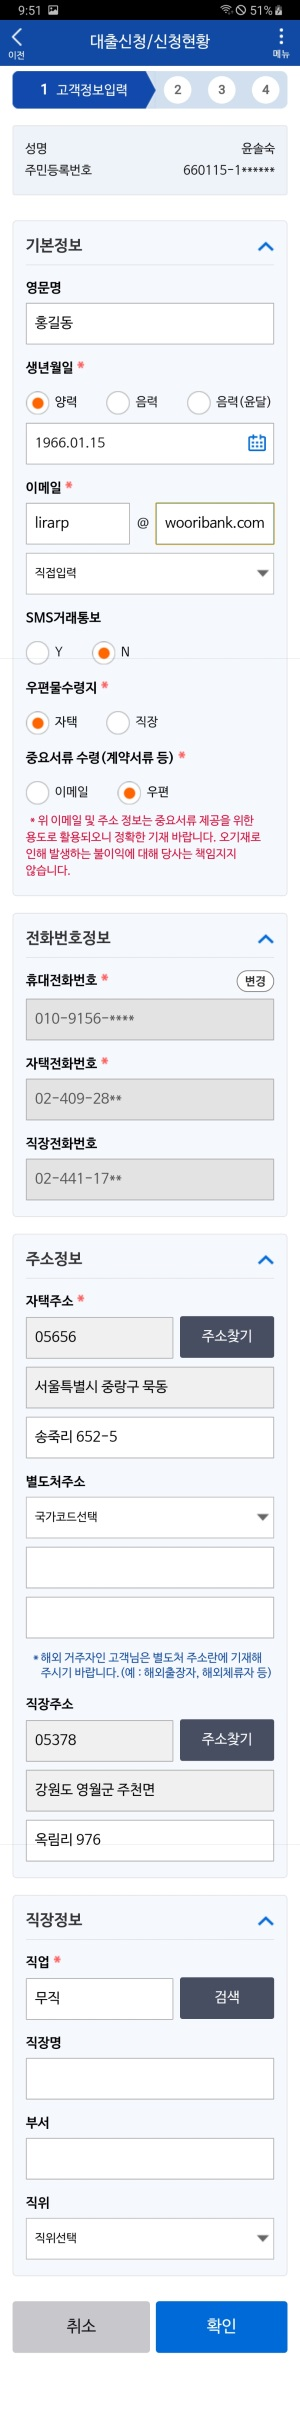 9:51 51%
이전 대출신청/신청현황 메뉴
1 고객정보입력 2 3 4
성명 윤솔숙
주민등록번호 660115-1******
기본정보
영문명
홍길동
생년월일 *
양력 음력 음력(윤달)
1966.01.15
이메일 *
lirarp @ wooribank.com
직접입력
SMS거래통보
Y N
우편물수령지 *
자택 직장
중요서류 수령(계약서류 등) *
이메일 우편
* 위 이메일 및 주소 정보는 중요서류 제공을 위한
용도로 활용되오니 정확한 기재 바랍니다. 오기재로
인해 발생하는 불이익에 대해 당사는 책임지지
않습니다.
전화번호정보
휴대전화번호 * 변경
010-9156-****
자택전화번호 *
02-409-28**
직장전화번호
02-441-17**
주소정보
자택주소 *
05656 주소찾기
서울특별시 중랑구 묵동
송죽리 652-5
별도처주소
국가코드선택
* 해외 거주자인 고객님은 별도처 주소란에 기재해
주시기 바랍니다.(예 : 해외출장자, 해외체류자 등)
직장주소
05378 주소찾기
강원도 영월군 주천면
옥림리 976
직장정보
직업 *
무직 검색
직장명
부서
직위
직위선택
취소 확인